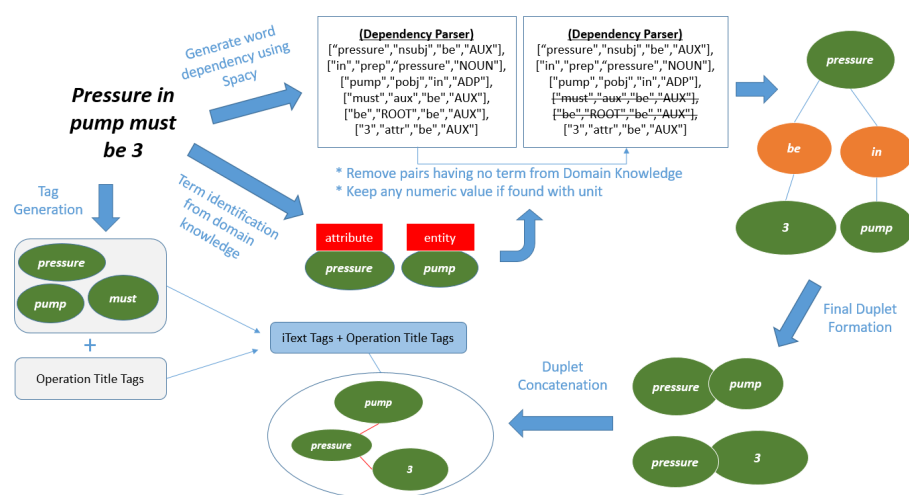 Pressure in
pump must
be 3
Generate word
dependency using
Spacy
(Dependency Parser)
["pressure","nsubj","be","AUX"],
["in","prep","pressure","NOUN"],
["pump","pobj","in","ADP"],
["must","aux","be","AUX"],
["be","ROOT","be","AUX"],
["3","attr","be","AUX"]
(Dependency Parser)
["pressure","nsubj","be","AUX"],
["in","prep","pressure","NOUN"],
["pump","pobj","in","ADP"],
["must","aux","be","AUX"],
["be","ROOT","be","AUX"],
["3","attr","be","AUX"]
* Remove pairs having no term from Domain Knowledge
* Keep any numeric value if found with unit
pressure
be
in
3
pump
Tag
Generation
Term identification
from domain
knowledge
attribute
entity
pressure
pump
pressure
pump
must
+
Operation Title Tags
iText Tags + Operation Title Tags
pump
pressure
3
Duplet
Concatenation
Final Duplet
Formation
pressure
pump
pressure
3